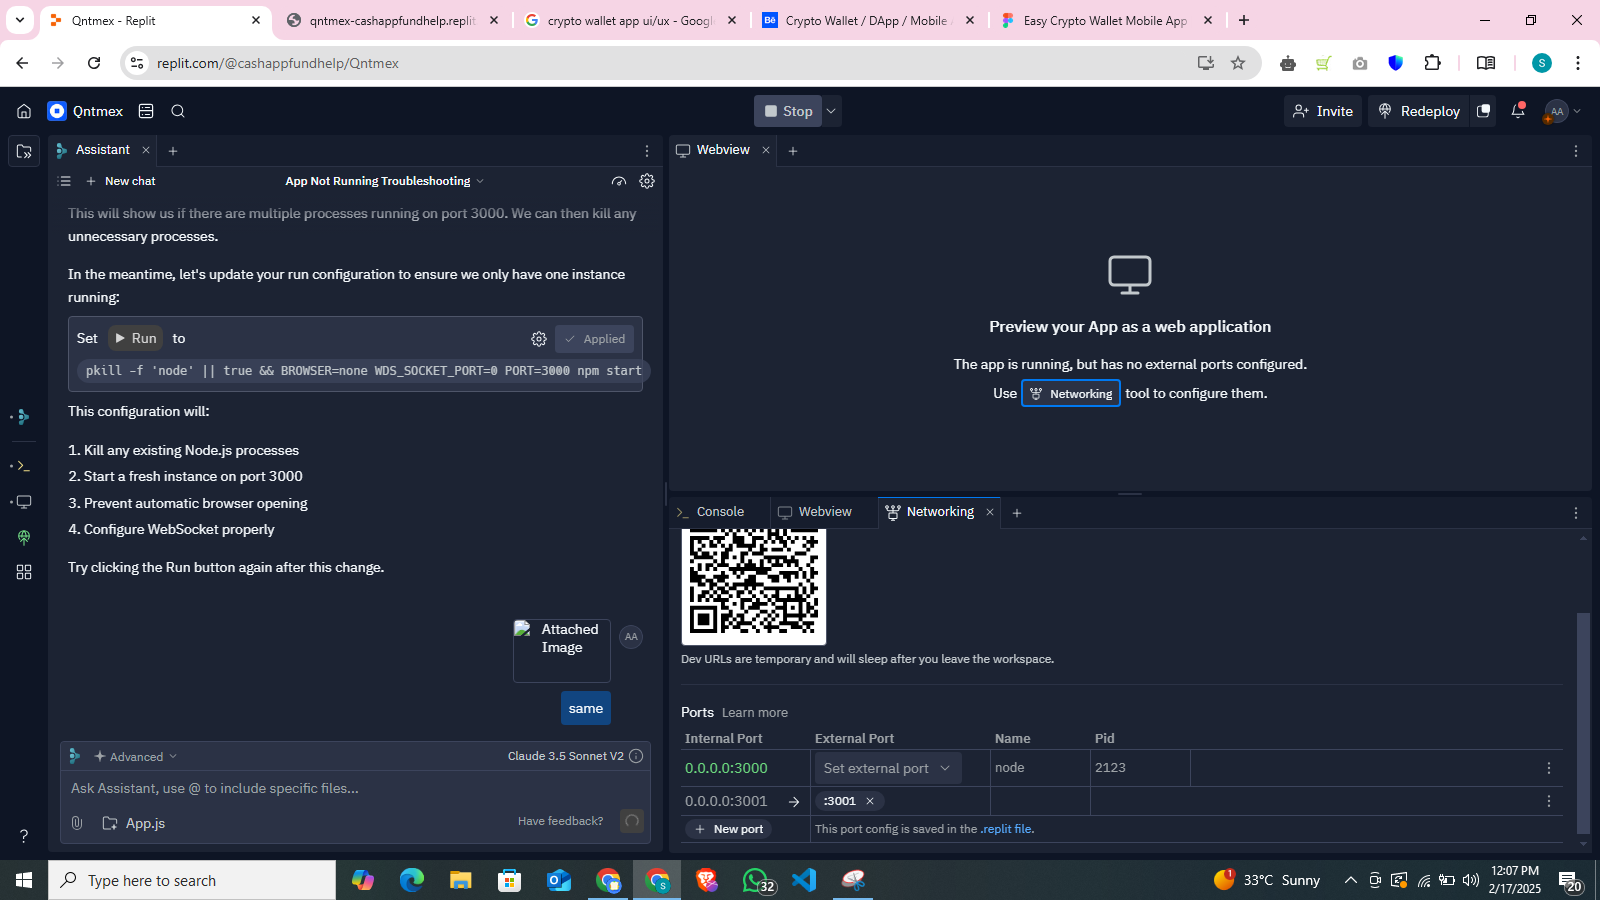 Qntmex - Replit
qntmex-cashappfundhelp.replit
crypto wallet app ui/ux - Google
Crypto Wallet / DApp / Mobile A
Easy Crypto Wallet Mobile App
replit.com/@cashappfundhelp/Qntmex
S
Qntmex
Stop
Invite
Redeploy
AA
Assistant
New chat
App Not Running Troubleshooting
This will show us if there are multiple processes running on port 3000. We can then kill any
unnecessary processes.
In the meantime, let's update your run configuration to ensure we only have one instance
running:
Set Run to
Applied
pkill -f 'node' || true && BROWSER=none WDS_SOCKET_PORT=0 PORT=3000 npm start
This configuration will:
1. Kill any existing Node.js processes
2. Start a fresh instance on port 3000
3. Prevent automatic browser opening
4. Configure WebSocket properly
Try clicking the Run button again after this change.
Attached
Image
AA
same
Advanced
Claude 3.5 Sonnet V2
Ask Assistant, use @ to include specific files...
App.js
Have feedback?
Webview
Preview your App as a web application
The app is running, but has no external ports configured.
Use Networking tool to configure them.
Console
Webview
Networking
Dev URLs are temporary and will sleep after you leave the workspace.
Ports Learn more
Internal Port External Port Name Pid
0.0.0.0:3000 Set external port node 2123
0.0.0.0:3001 → :3001
New port This port config is saved in the .replit file.
Type here to search
32
S
1
33°C Sunny
12:07 PM
2/17/2025
20